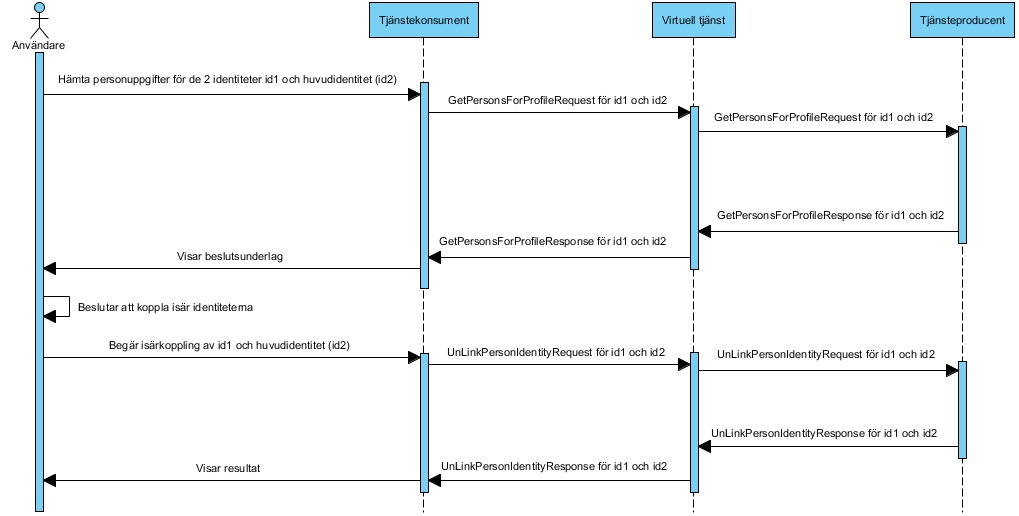 Tjänstekonsument
Virtuell tjänst
Tjänsteproducent
Användare
Hämta personuppgifter för de 2 identiteter id1 och huvudidentitet (id2)
GetPersonsForProfileRequest för id1 och id2
GetPersonsForProfileRequest för id1 och id2
GetPersonsForProfileResponse för id1 och id2
GetPersonsForProfileResponse för id1 och id2
Visar beslutsunderlag
Beslutar att koppla isär identiteterna
Begär isärkoppling av id1 och huvdudidentitet (id2)
UnLinkPersonIdentityRequest för id1 och id2
UnLinkPersonIdentityRequest för id1 och id2
UnLinkPersonIdentityResponse för id1 och id2
UnLinkPersonIdentityResponse för id1 och id2
Visar resultat